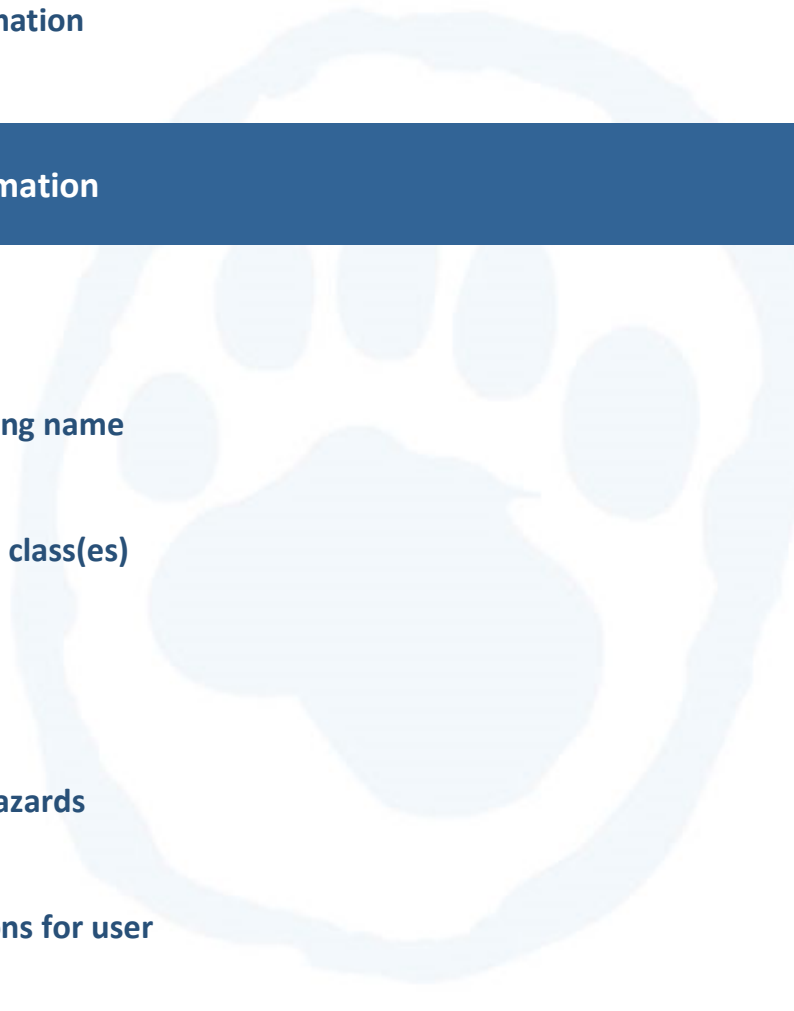 mation
mation
ng name
class(es)
azards
ns for user